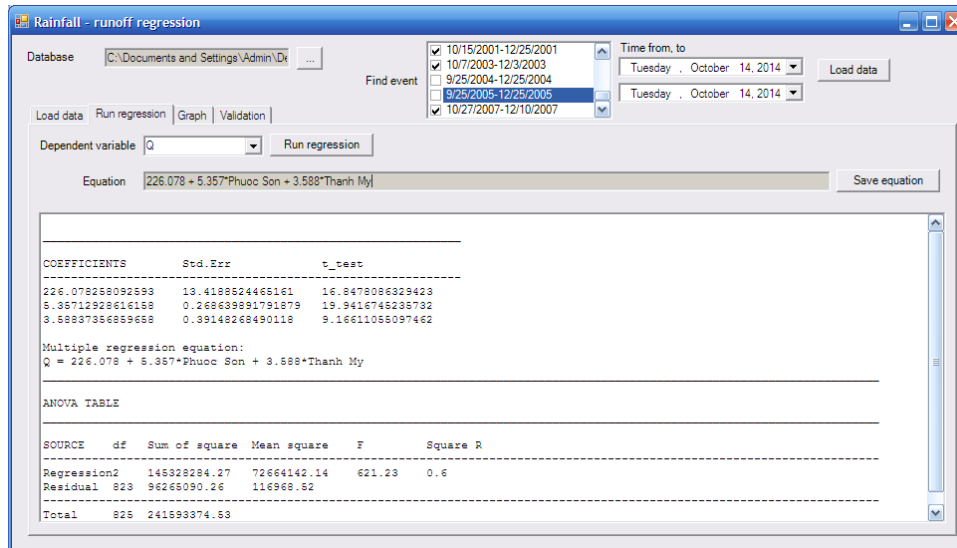 Rainfall - runoff regression
Database C:\Documents and Settings\Admin\De ...
Find event
10/15/2001-12/25/2001
10/7/2003-12/3/2003
9/25/2004-12/25/2004
9/25/2005-12/25/2005
10/27/2007-12/10/2007
Time from, to
Tuesday , October 14, 2014
Tuesday , October 14, 2014
Load data
Load data Run regression Graph Validation
Dependent variable Q Run regression
Equation 226.078 + 5.357*Phuoc Son + 3.588*Thanh My Save equation
COEFFICIENTS Std.Err t_test
226.078258092593 13.4188524465161 16.8478086329423
5.35712928616158 0.268639891791879 19.9416745235732
3.58837356859658 0.39148268490118 9.16611055097462
Multiple regression equation:
Q = 226.078 + 5.357*Phuoc Son + 3.588*Thanh My
ANOVA TABLE
SOURCE df Sum of square Mean square F Square R
Regression2 145328284.27 72664142.14 621.23 0.6
Residual 823 96265090.26 116968.52
Total 825 241593374.53